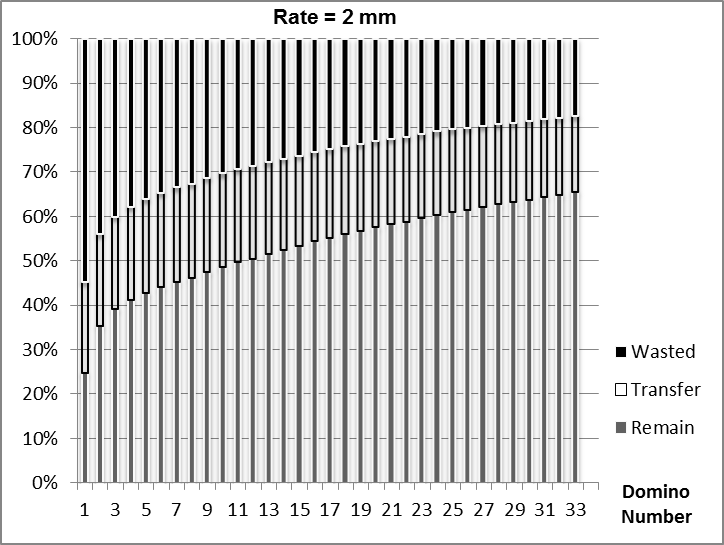 Rate = 2 mm
100%
90%
80%
70%
60%
50%
40%
30%
20%
10%
0%
Wasted
Transfer
Remain
1 3 5 7 9 11 13 15 17 19 21 23 25 27 29 31 33
Domino
Number